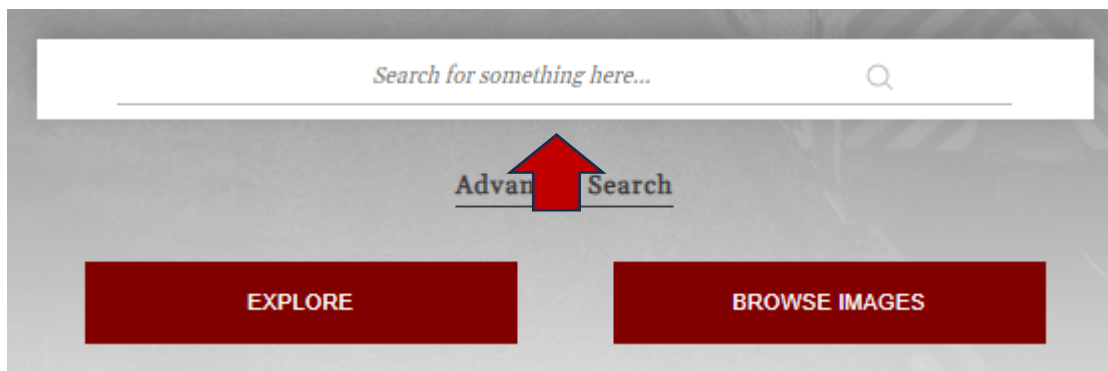 Search for something here...
Advan Search
EXPLORE
BROWSE IMAGES